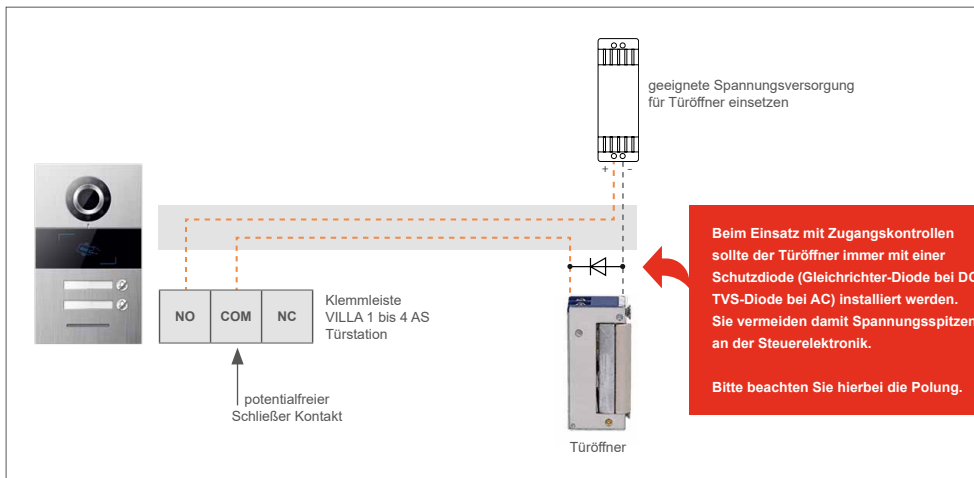 geeignete Spannungsversorgung
für Türöffner einsetzen
+ -
Beim Einsatz mit Zugangskontrollen
sollte der Türöffner immer mit einer
Schutzdiode (Gleichrichter-Diode bei DC
TVS-Diode bei AC) installiert werden.
Sie vermeiden damit Spannungsspitzen
an der Steuerelektronik.
Bitte beachten Sie hierbei die Polung.
NO COM NC
Klemmleiste
VILLA 1 bis 4 AS
Türstation
potentialfreier
Schließer Kontakt
Türöffner